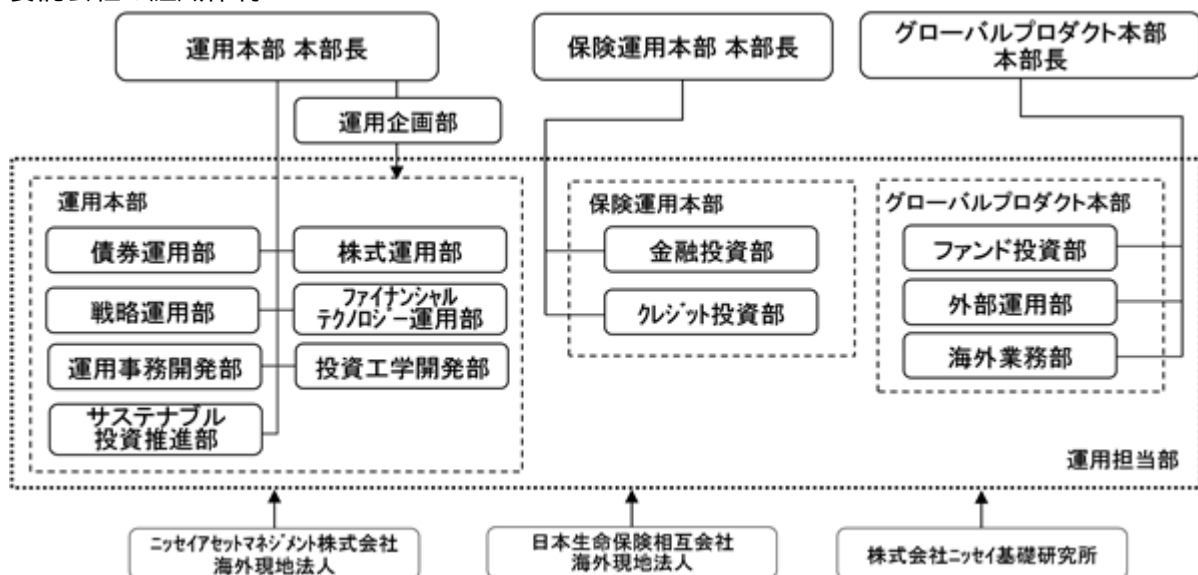 運用本部 本部長
保険運用本部 本部長
グローバルプロダクト本部
本部長
運用企画部
運用本部
債券運用部
株式運用部
戦略運用部
ファイナンシャル
テクノロジー運用部
運用事務開発部
投資工学開発部
サステナブル
投資推進部
保険運用本部
金融投資部
クレジット投資部
グローバルプロダクト本部
ファンド投資部
外部運用部
海外業務部
運用担当部
ニッセイアセットマネジメント株式会社
海外現地法人
日本生命保険相互会社
海外現地法人
株式会社ニッセイ基礎研究所